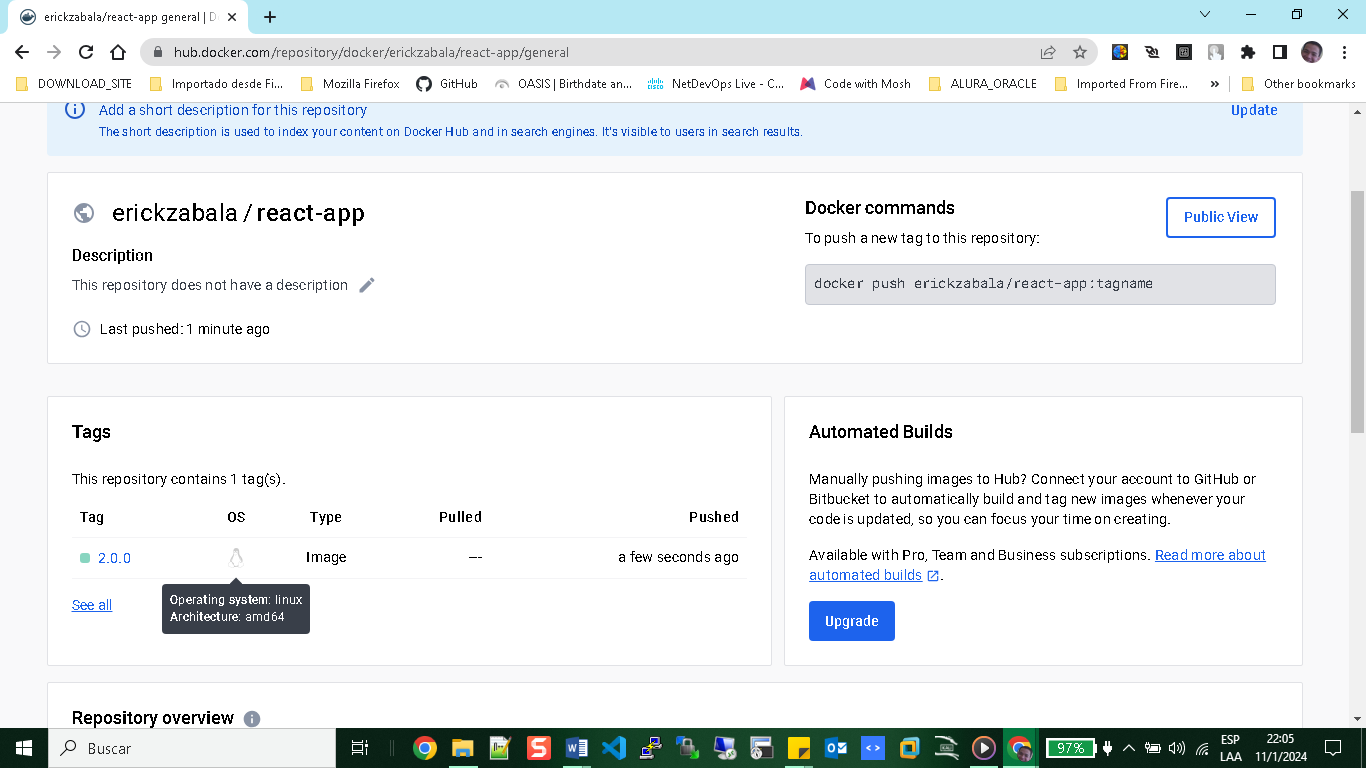 erickzabala/react-app general | D
hub.docker.com/repository/docker/erickzabala/react-app/general
DOWNLOAD_SITE
Importado desde Fi...
Mozilla Firefox
GitHub
OASIS | Birthdate an...
NetDevOps Live - C...
Code with Mosh
ALURA_ORACLE
Imported From Fire...
»
Other bookmarks
Add a short description for this repository
Update
The short description is used to index your content on Docker Hub and in search engines. It's visible to users in search results.
erickzabala / react-app
Description
This repository does not have a description
Last pushed: 1 minute ago
Docker commands
Public View
To push a new tag to this repository:
docker push erickzabala/react-app:tagname
Tags
This repository contains 1 tag(s).
Tag OS Type Pulled Pushed
2.0.0 Image --- a few seconds ago
See all
Operating system: linux
Architecture: amd64
Automated Builds
Manually pushing images to Hub? Connect your account to GitHub or
Bitbucket to automatically build and tag new images whenever your
code is updated, so you can focus your time on creating.
Available with Pro, Team and Business subscriptions. Read more about
automated builds.
Upgrade
Repository overview
Buscar
97%
ESP
LAA
22:05
11/1/2024